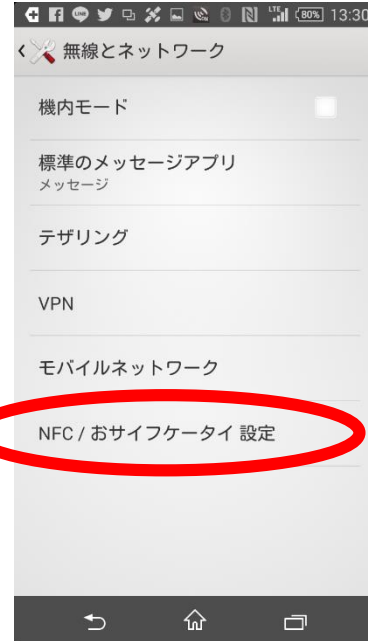 LTE 80% 13:30
無線とネットワーク
機内モード
標準のメッセージアプリ
メッセージ
テザリング
VPN
モバイルネットワーク
NFC / おサイフケータイ 設定